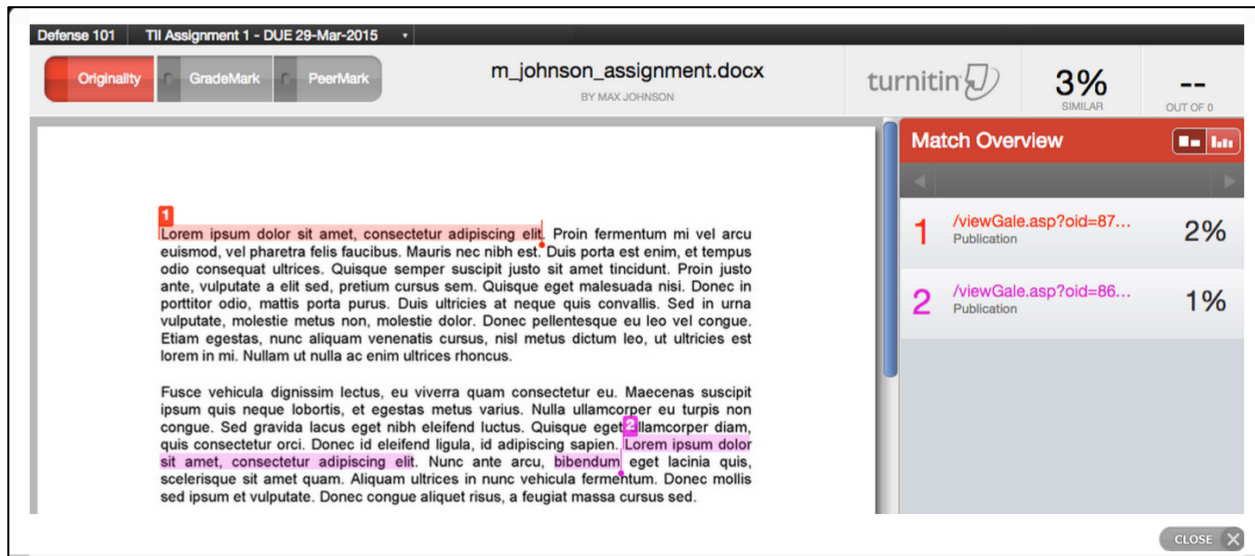 Defense 101 TII Assignment 1 - DUE 29-Mar-2015
Originality GradeMark PeerMark
m_johnson_assignment.docx
BY MAX JOHNSON
turnitin
3%
SIMILAR
--
OUT OF 0
1
Lorem ipsum dolor sit amet, consectetur adipiscing elit. Proin fermentum mi vel arcu
euismod, vel pharetra felis faucibus. Mauris nec nibh est. Duis porta est enim, et tempus
odio consequat ultrices. Quisque semper suscipit justo sit amet tincidunt. Proin justo
ante, vulputate a elit sed, pretium cursus sem. Quisque eget malesuada nisi. Donec in
porttitor odio, mattis porta purus. Duis ultricies at neque quis convallis. Sed in urna
vulputate, molestie metus non, molestie dolor. Donec pellentesque eu leo vel congue.
Etiam egestas, nunc aliquam venenatis cursus, nisl metus dictum leo, ut ultricies est
lorem in mi. Nullam ut nulla ac enim ultrices rhoncus.
Fusce vehicula dignissim lectus, eu viverra quam consectetur eu. Maecenas suscipit
ipsum quis neque lobortis, et egestas metus varius. Nulla ullamcorper eu turpis non
congue. Sed gravida lacus eget nibh eleifend luctus. Quisque eget 2 llamcorper diam,
quis consectetur orci. Donec id eleifend ligula, id adipiscing sapien. Lorem ipsum dolor
sit amet, consectetur adipiscing elit. Nunc ante arcu, bibendum eget lacinia quis,
scelerisque sit amet quam. Aliquam ultrices in nunc vehicula fermentum. Donec mollis
sed ipsum et vulputate. Donec congue aliquet risus, a feugiat massa cursus sed.
Match Overview
1 /viewGale.asp?oid=87... 2%
Publication
2 /viewGale.asp?oid=86... 1%
Publication
CLOSE X